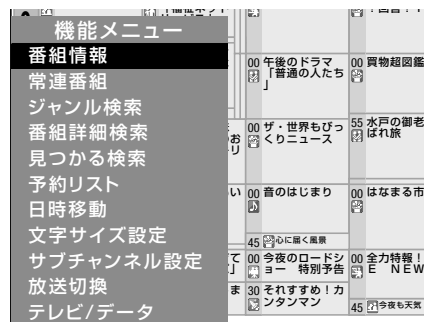 機能メニュー
番組情報
常連番組
ジャンル検索
番組詳細検索
見つかる検索
予約リスト
日時移動
文字サイズ設定
サブチャンネル設定
放送切換
テレビ/データ
お
リ
い
て
」
ま
00 午後のドラマ
「普通の人たち
」
00 ザ・世界もびっ
くりニュース
00 音のはじまり
45 心に届く風景
00 今夜のロードシ
ョー 特別予告
30 それすすめ!カ
ンタンマン
00 買物超図鑑
55 水戸の御老
ばれ旅
00 はなまる市
00 全力特報!
E NEW
45 今夜も天気